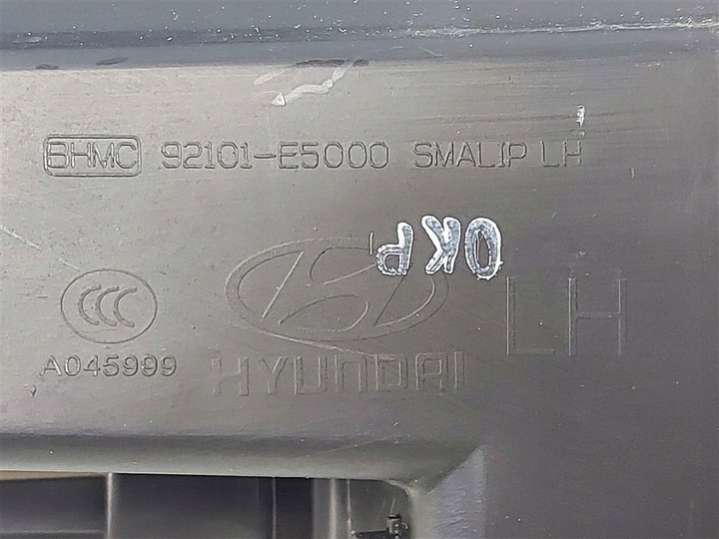 BHMC 92101-E5000 SMALIP LH
OKP
CCC
A045999
HYUNDAI
LH